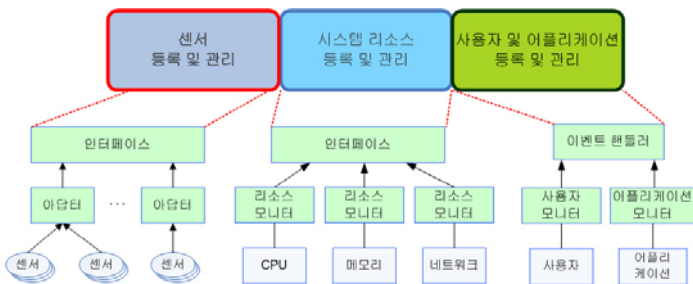 센서
등록 및 관리
시스템 리소스
등록 및 관리
사용자 및 어플리케이션
등록 및 관리
인터페이스
인터페이스
이벤트 핸들러
아답터
...
아답터
리소스
모니터
리소스
모니터
리소스
모니터
사용자
모니터
어플리케이션
모니터
센서
센서
센서
CPU
메모리
네트워크
사용자
어플리
케이션